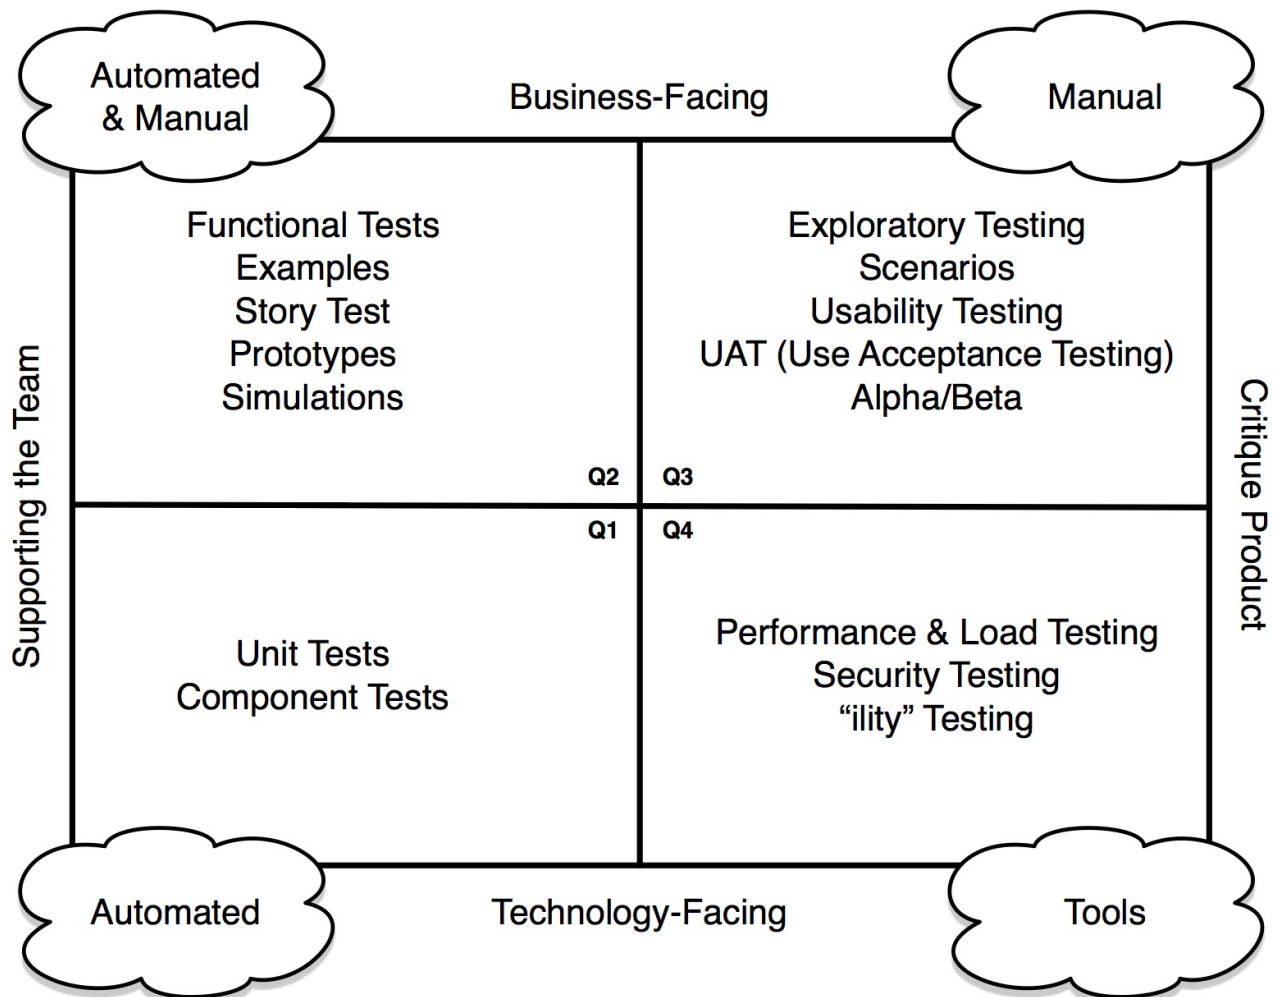 Automated
& Manual
Business-Facing
Manual
Functional Tests
Examples
Story Test
Prototypes
Simulations
Exploratory Testing
Scenarios
Usability Testing
UAT (Use Acceptance Testing)
Alpha/Beta
Supporting the Team
Critique Product
Q2
Q3
Q1
Q4
Unit Tests
Component Tests
Performance & Load Testing
Security Testing
“ility” Testing
Automated
Technology-Facing
Tools